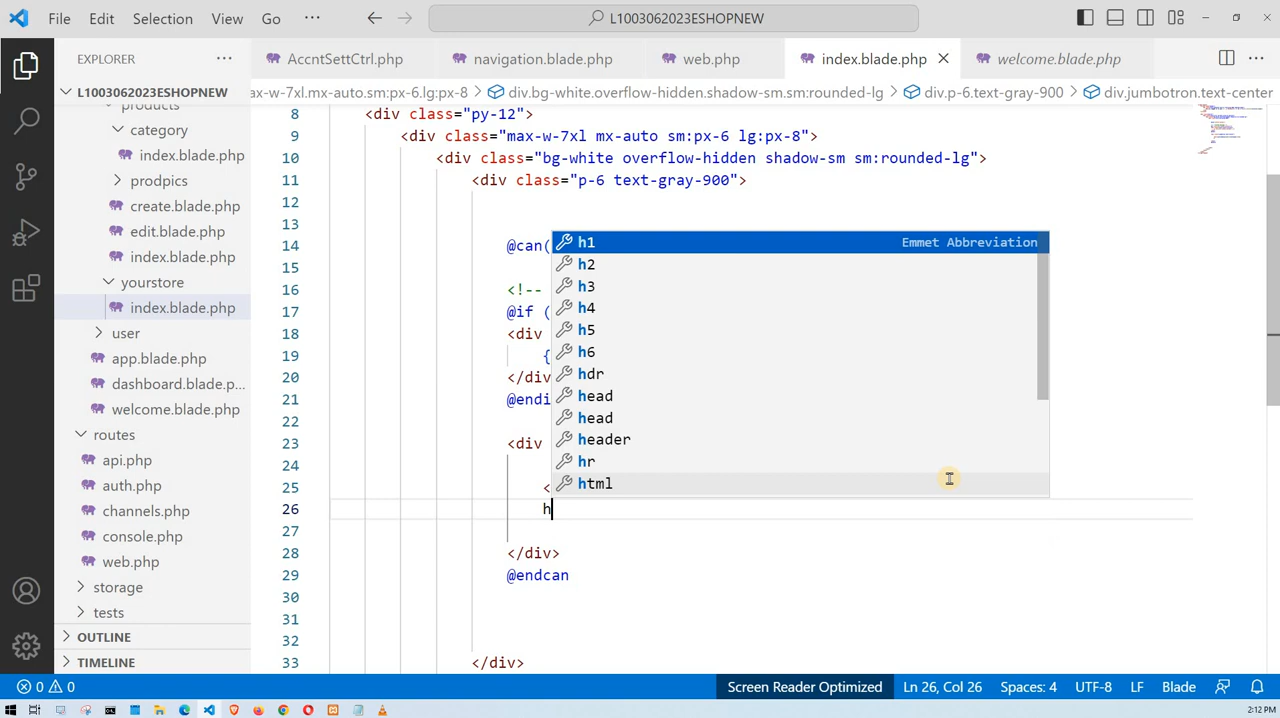 File Edit Selection View Go ··· L1003062023ESHOPNEW
EXPLORER ···
AccntSettCtrl.php navigation.blade.php web.php index.blade.php welcome.blade.php
L1003062023ESHOPNEW
ax-w-7xl.mx-auto.sm:px-6.lg:px-8 > div.bg-white.overflow-hidden.shadow-sm.sm:rounded-lg > div.p-6.text-gray-900 > div.jumbotron.text-center
products
category
index.blade.php
prodpics
create.blade.php
edit.blade.php
index.blade.php
yourstore
index.blade.php
user
app.blade.php
dashboard.blade.p...
welcome.blade.php
routes
api.php
auth.php
channels.php
console.php
web.php
storage
tests
OUTLINE
TIMELINE
8 <div class="py-12">
9 <div class="max-w-7xl mx-auto sm:px-6 lg:px-8">
10 <div class="bg-white overflow-hidden shadow-sm sm:rounded-lg">
11 <div class="p-6 text-gray-900">
12
13
14 @can(
15
16 <!--
17 @if (
18 <div
19 {
20 </div>
21 @endi
22
23 <div
24
25 <
26 h
27
28 </div>
29 @endcan
30
31
32
33 </div>
h1 Emmet Abbreviation
h2
h3
h4
h5
h6
hdr
head
head
header
hr
html
0 0 Screen Reader Optimized Ln 26, Col 26 Spaces: 4 UTF-8 LF Blade
2:12 PM